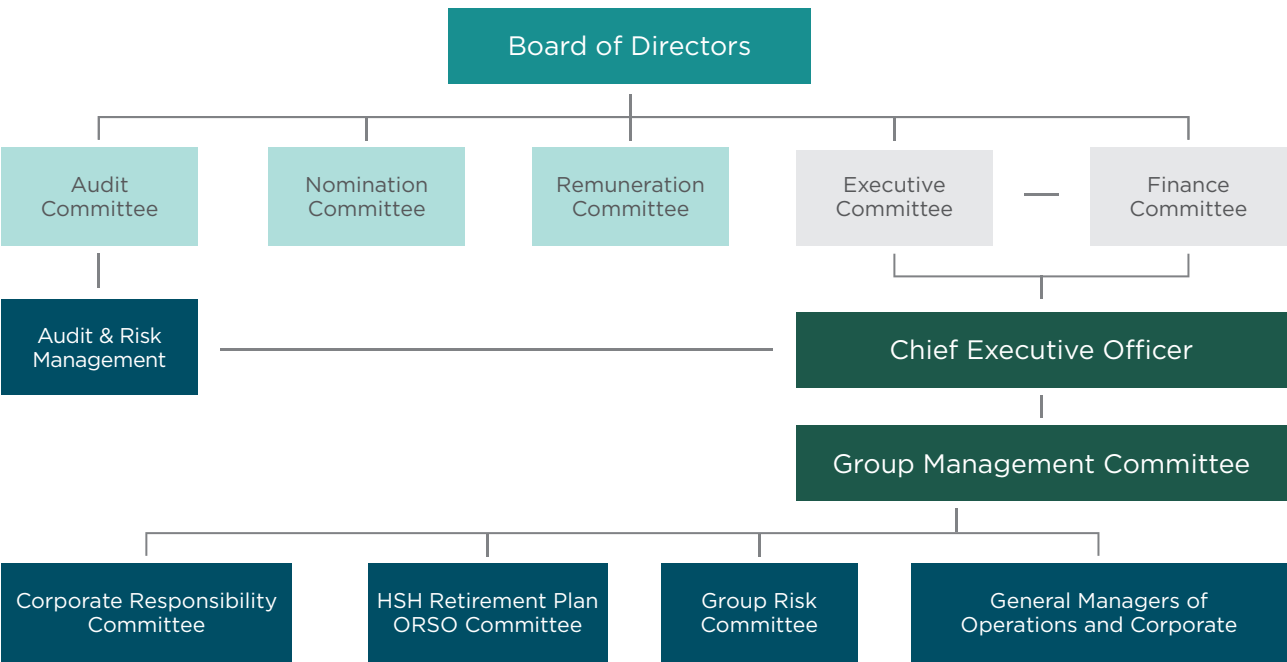 Board of Directors
Audit
Committee
Nomination
Committee
Remuneration
Committee
Executive
Committee
Finance
Committee
Audit & Risk
Management
Chief Executive Officer
Group Management Committee
Corporate Responsibility
Committee
HSH Retirement Plan
ORSO Committee
Group Risk
Committee
General Managers of
Operations and Corporate